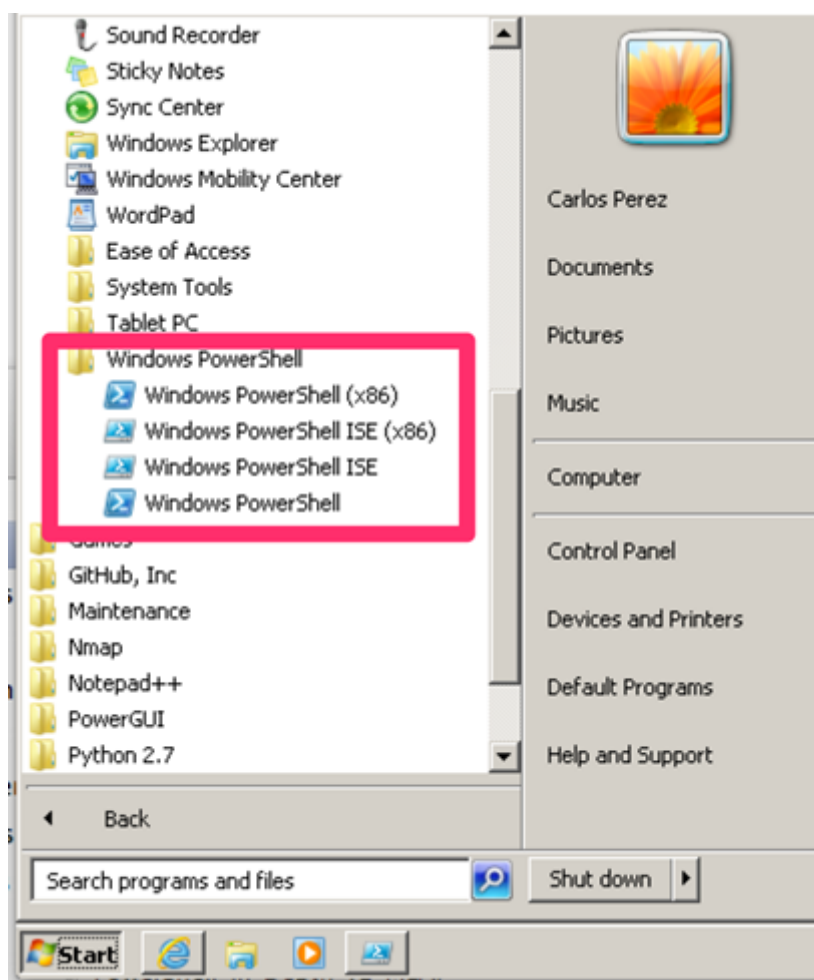 Sound Recorder
Sticky Notes
Sync Center
Windows Explorer
Windows Mobility Center
WordPad
Ease of Access
System Tools
Tablet PC
Windows PowerShell
Windows PowerShell (x86)
Windows PowerShell ISE (x86)
Windows PowerShell ISE
Windows PowerShell
Games
GitHub, Inc
Maintenance
Nmap
Notepad++
PowerGUI
Python 2.7
Back
Search programs and files
Carlos Perez
Documents
Pictures
Music
Computer
Control Panel
Devices and Printers
Default Programs
Help and Support
Shut down
Start